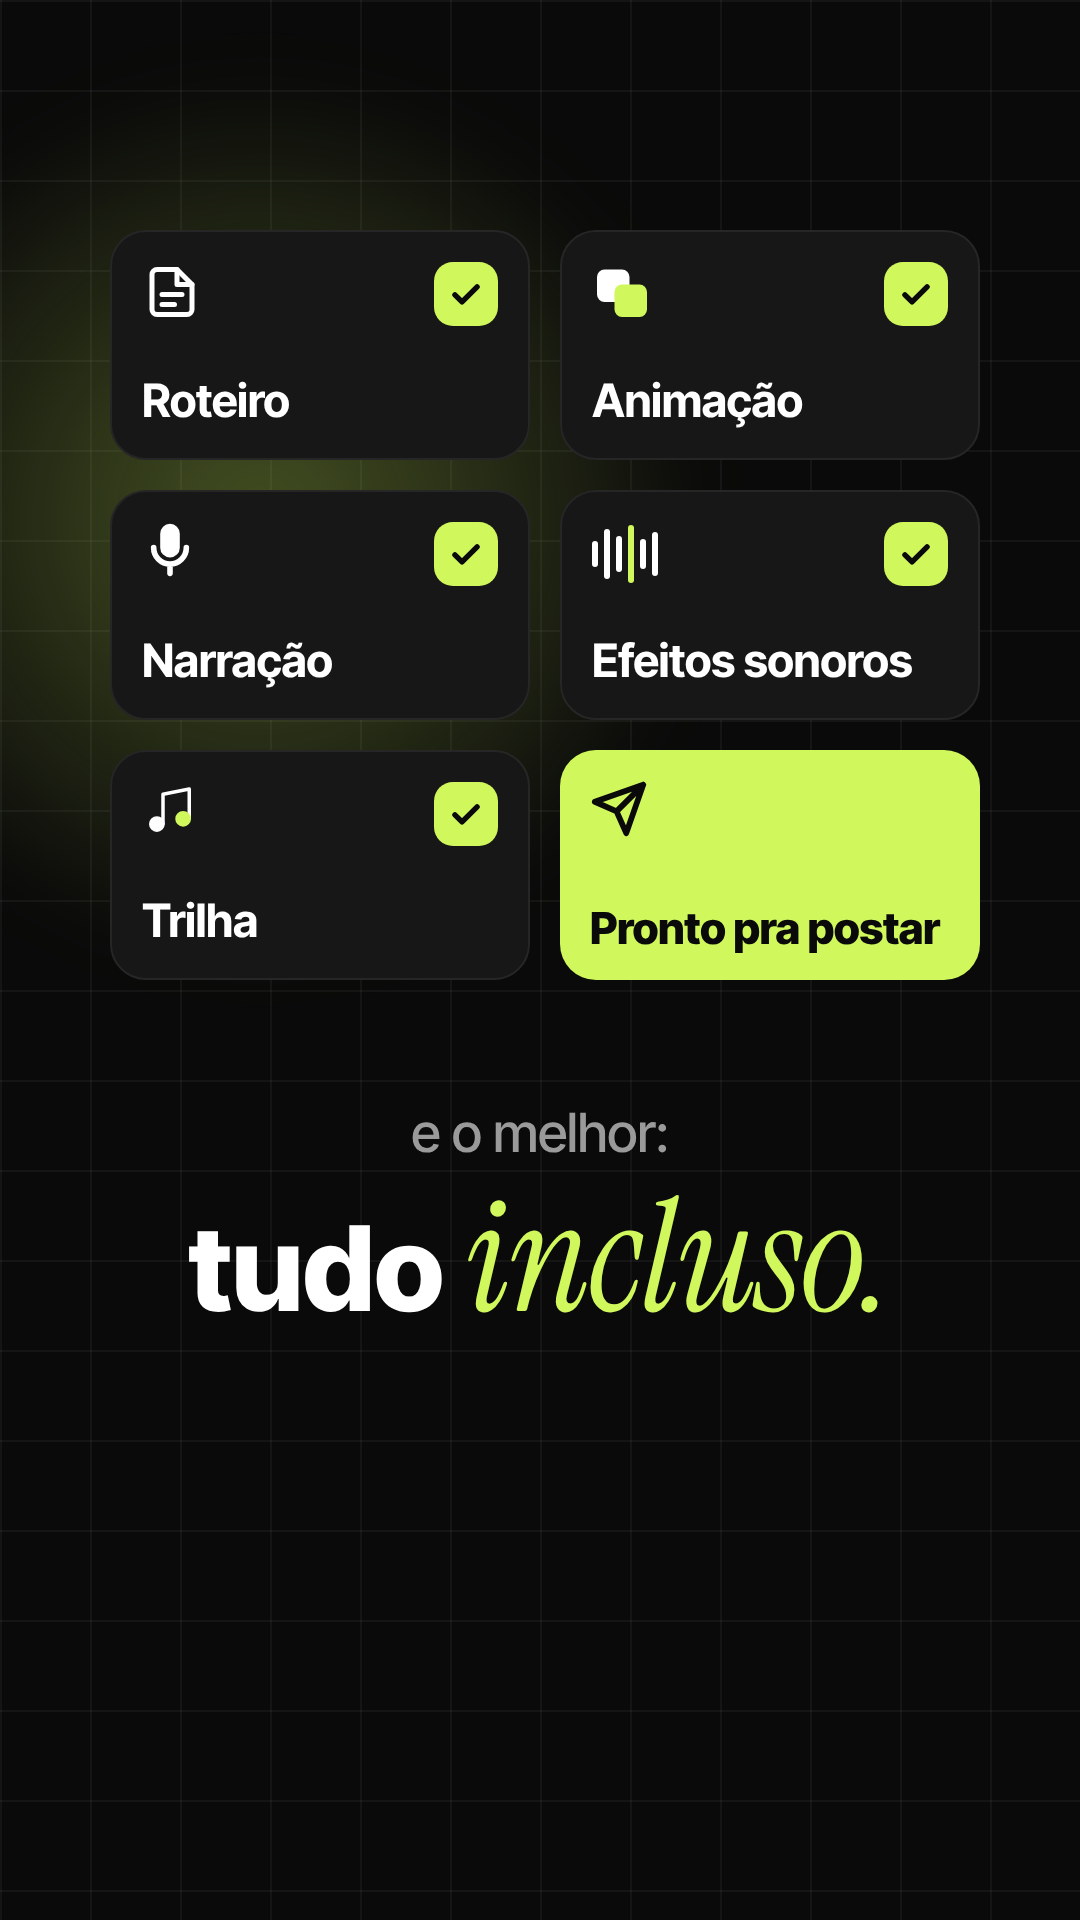 Roteiro
Animação
Narração
Efeitos sonoros
Trilha
Pronto pra postar
e o melhor:
tudo incluso.